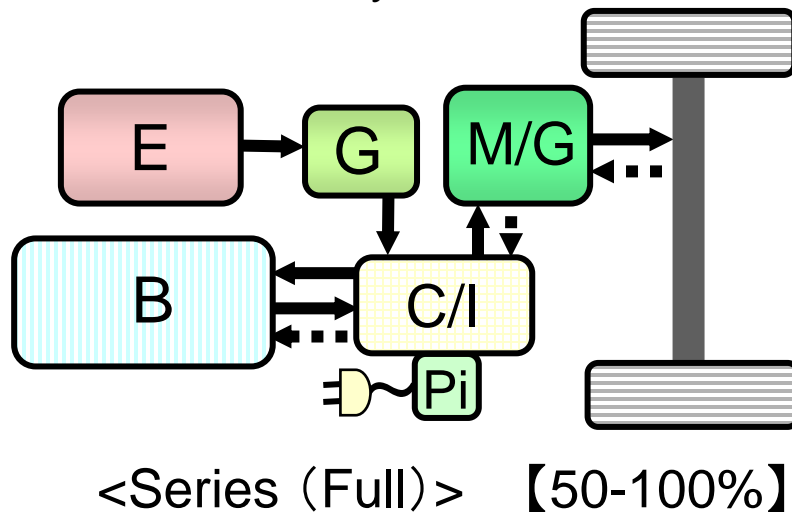 E
G
M/G
B
C/I
Pi
<Series（Full）> 【50-100%】